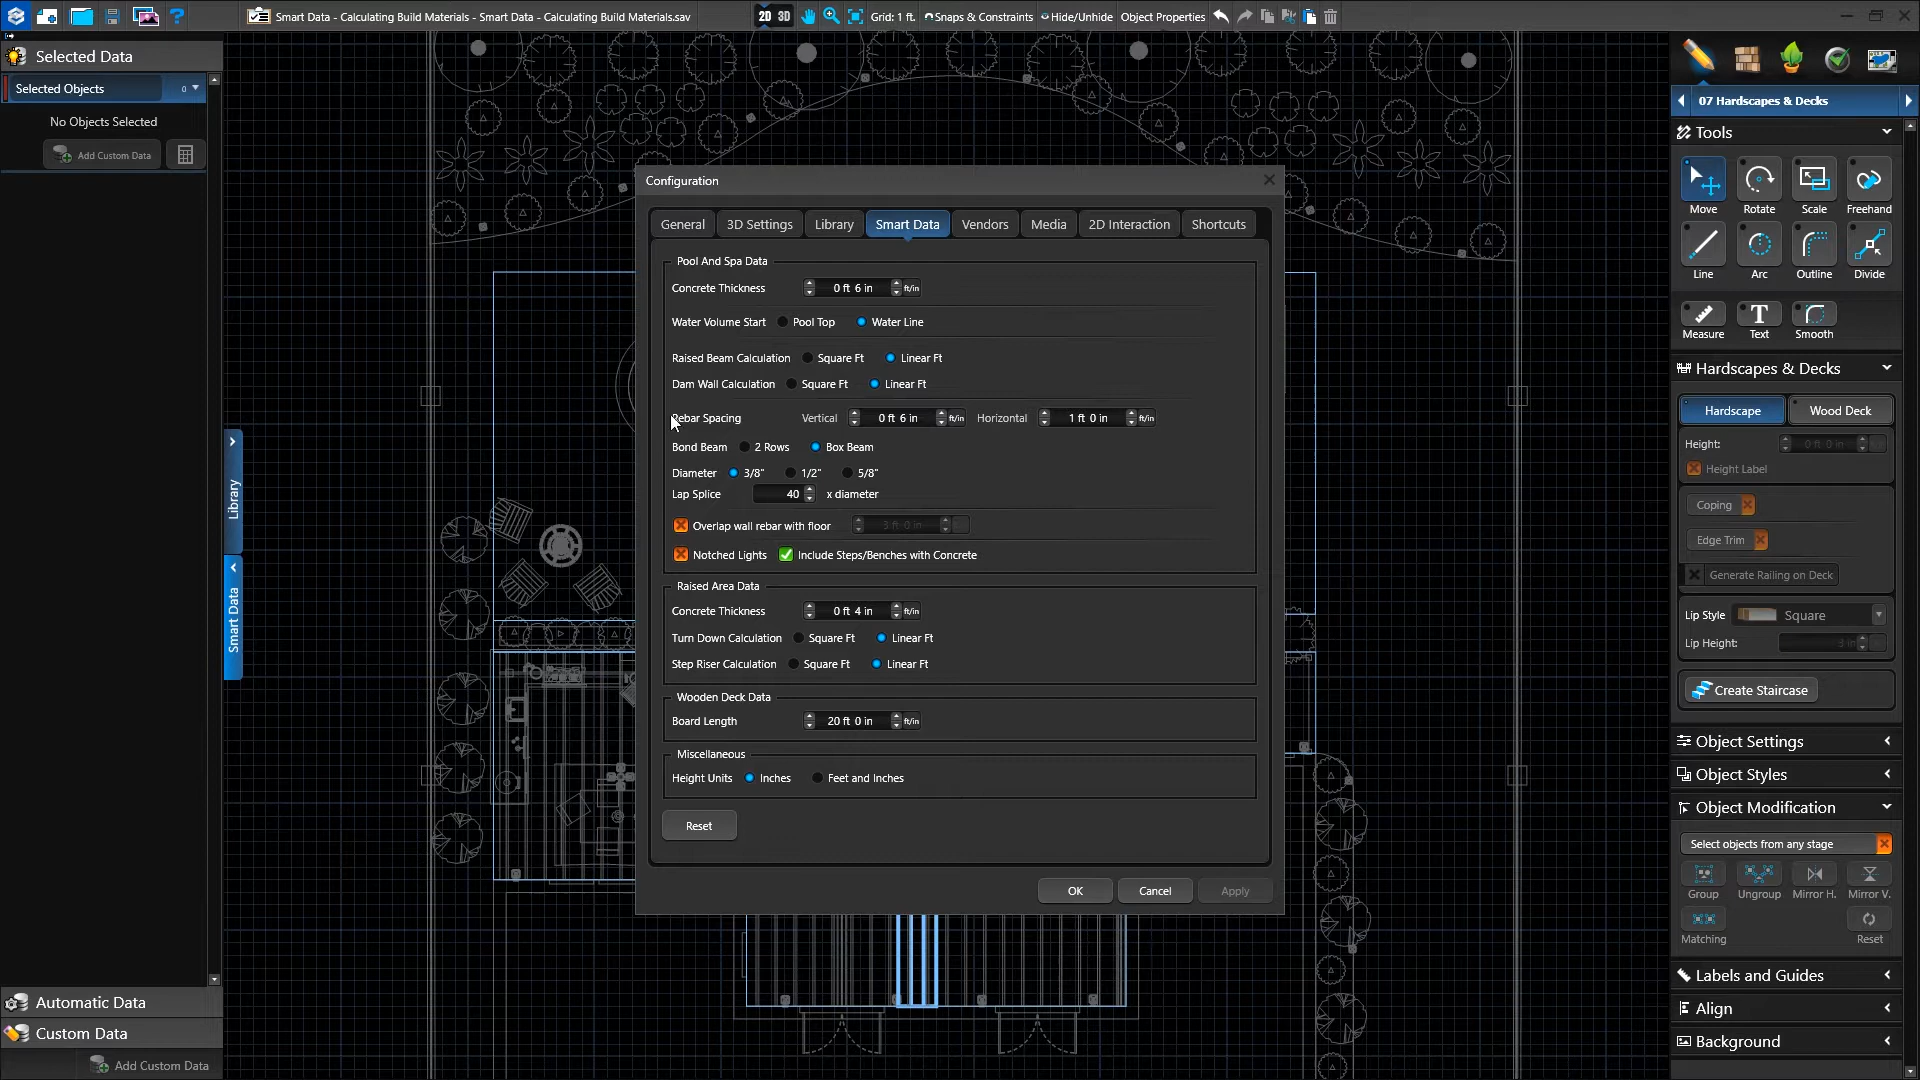 Smart Data - Calculating Build Materials - Smart Data - Calculating Build Materials.sav
2D 3D Grid: 1 ft. Snaps & Constraints Hide/Unhide Object Properties
Selected Data
Selected Objects 0
No Objects Selected
Add Custom Data
Library
Smart Data
Automatic Data
Custom Data
Add Custom Data
Configuration
General 3D Settings Library Smart Data Vendors Media 2D Interaction Shortcuts
Pool And Spa Data
Concrete Thickness 0 ft 6 in ft/in
Water Volume Start Pool Top Water Line
Raised Beam Calculation Square Ft Linear Ft
Dam Wall Calculation Square Ft Linear Ft
Rebar Spacing Vertical 0 ft 6 in ft/in Horizontal 1 ft 0 in ft/in
Bond Beam 2 Rows Box Beam
Diameter 3/8" 1/2" 5/8"
Lap Splice 40 x diameter
Overlap wall rebar with floor 3 ft 0 in
Notched Lights Include Steps/Benches with Concrete
Raised Area Data
Concrete Thickness 0 ft 4 in ft/in
Turn Down Calculation Square Ft Linear Ft
Step Riser Calculation Square Ft Linear Ft
Wooden Deck Data
Board Length 20 ft 0 in ft/in
Miscellaneous
Height Units Inches Feet and Inches
Reset
OK Cancel Apply
07 Hardscapes & Decks
Tools
Move Rotate Scale Freehand
Line Arc Outline Divide
Measure Text Smooth
Hardscapes & Decks
Hardscape Wood Deck
Height: 0 ft 0 in
Height Label
Coping
Edge Trim
Generate Railing on Deck
Lip Style Square
Lip Height: 3 in
Create Staircase
Object Settings
Object Styles
Object Modification
Select objects from any stage
Group Ungroup Mirror H. Mirror V.
Matching Reset
Labels and Guides
Align
Background